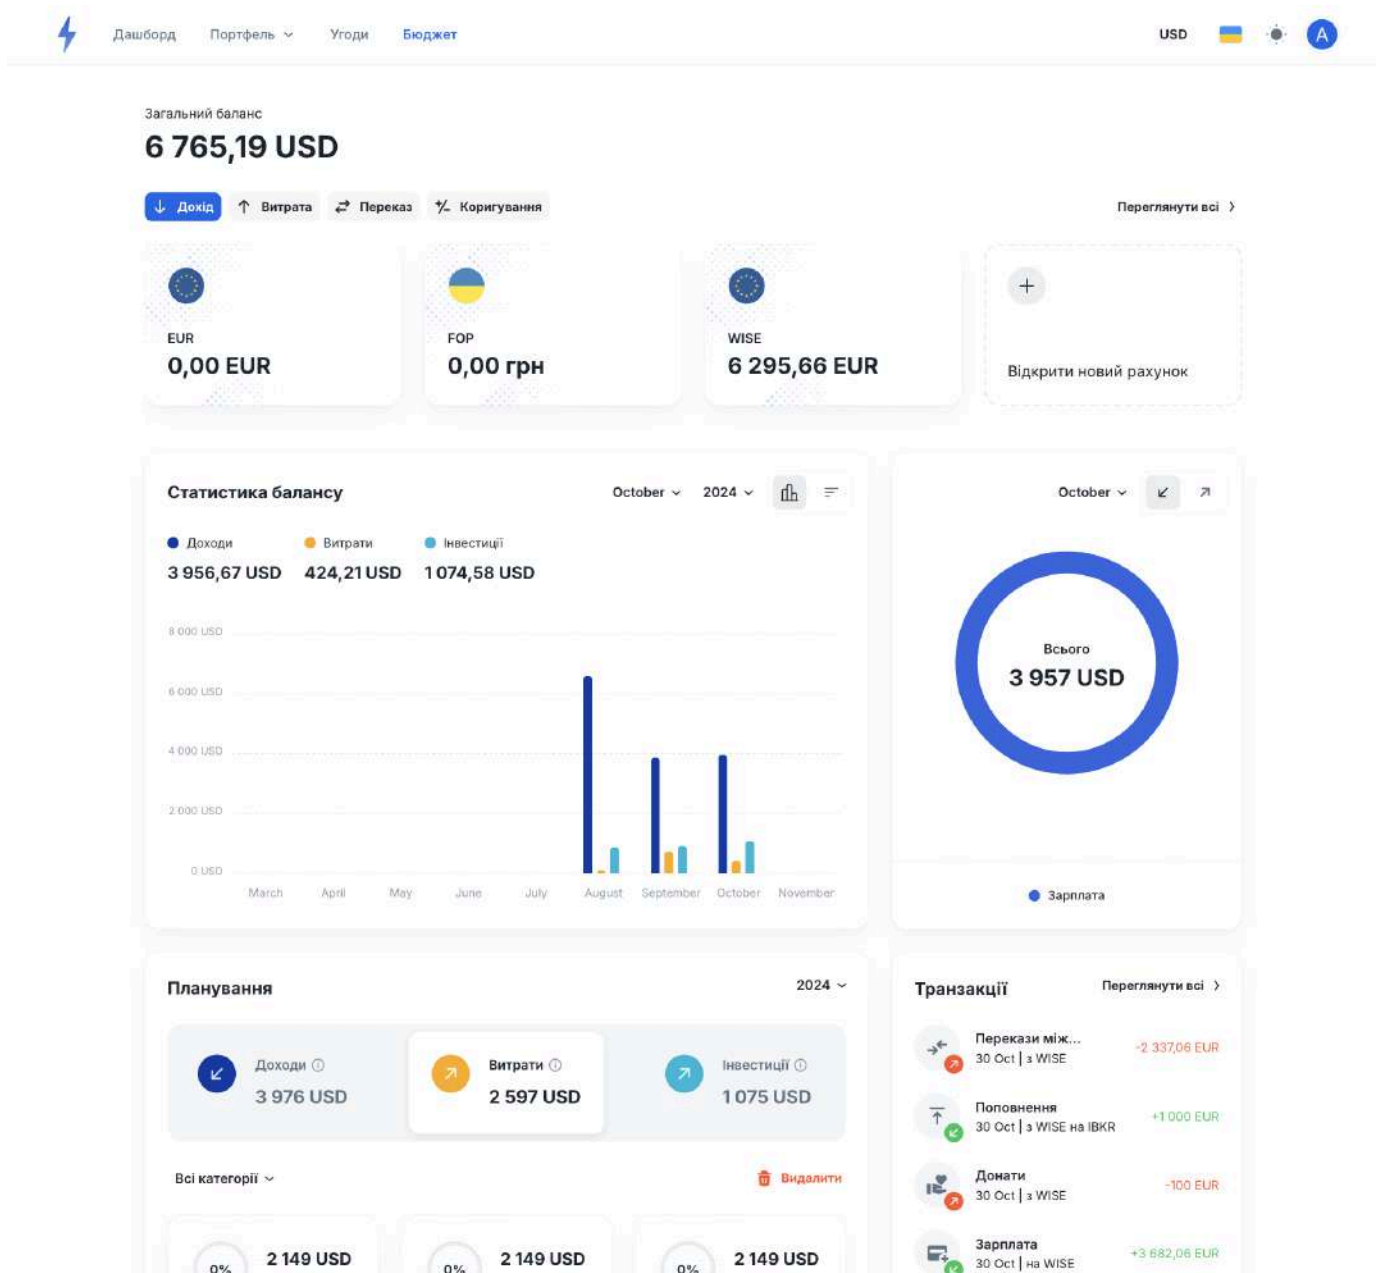 Дашборд Портфель Угоди Бюджет USD A
Загальний баланс
6 765,19 USD
Дохід Витрата Переказ Коригування Переглянути всі
EUR
0,00 EUR
FOP
0,00 грн
WISE
6 295,66 EUR
Відкрити новий рахунок
Статистика балансу October 2024
Доходи Витрати Інвестиції
3 956,67 USD 424,21 USD 1 074,58 USD
8 000 USD
6 000 USD
4 000 USD
2 000 USD
0 USD
March April May June July August September October November
October
Всього
3 957 USD
Зарплата
Планування 2024
Доходи Витрати Інвестиції
3 976 USD 2 597 USD 1 075 USD
Всі категорії Видалити
2 149 USD 2 149 USD 2 149 USD
0% 0% 0%
Транзакції Переглянути всі
Перекази між...
30 Oct | з WISE -2 337,06 EUR
Поповнення
30 Oct | з WISE на IBKR +1 000 EUR
Донати
30 Oct | з WISE -100 EUR
Зарплата
30 Oct | на WISE +3 682,06 EUR